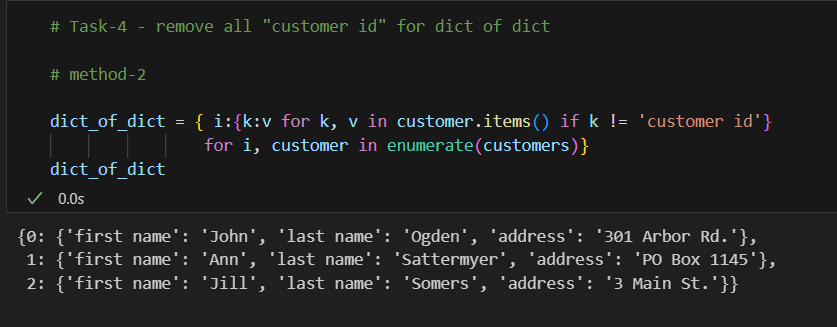 # Task-4 - remove all "customer id" for dict of dict
# method-2
dict_of_dict = { i:{k:v for k, v in customer.items() if k != 'customer id'}
for i, customer in enumerate(customers)}
dict_of_dict
✓ 0.0s
{0: {'first name': 'John', 'last name': 'Ogden', 'address': '301 Arbor Rd.'},
1: {'first name': 'Ann', 'last name': 'Sattermyer', 'address': 'PO Box 1145'},
2: {'first name': 'Jill', 'last name': 'Somers', 'address': '3 Main St.'}}